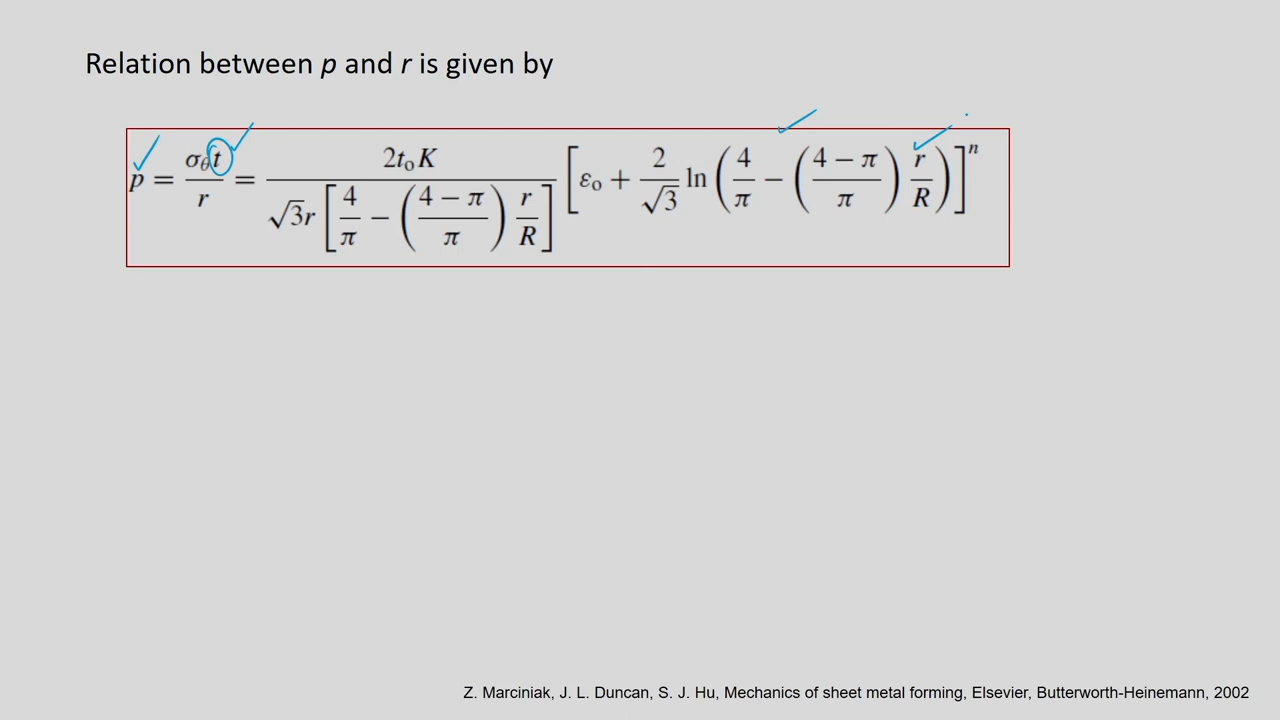 Relation between p and r is given by
p = σ_θ t / r = 2t₀K / (√3r [4/π − ((4 − π)/π) r/R]) [ε₀ + 2/√3 ln (4/π − ((4 − π)/π) r/R)]ⁿ
Z. Marciniak, J. L. Duncan, S. J. Hu, Mechanics of sheet metal forming, Elsevier, Butterworth-Heinemann, 2002